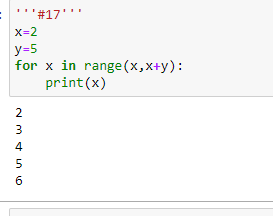 '''#17'''
x=2
y=5
for x in range(x,x+y):
    print(x)
2
3
4
5
6